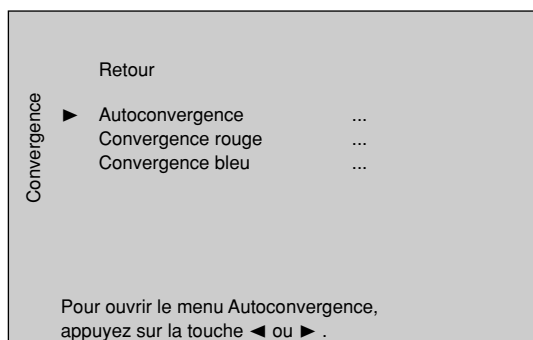 Convergence
Retour
► Autoconvergence ...
Convergence rouge ...
Convergence bleu ...
Pour ouvrir le menu Autoconvergence,
appuyez sur la touche ◄ ou ► .